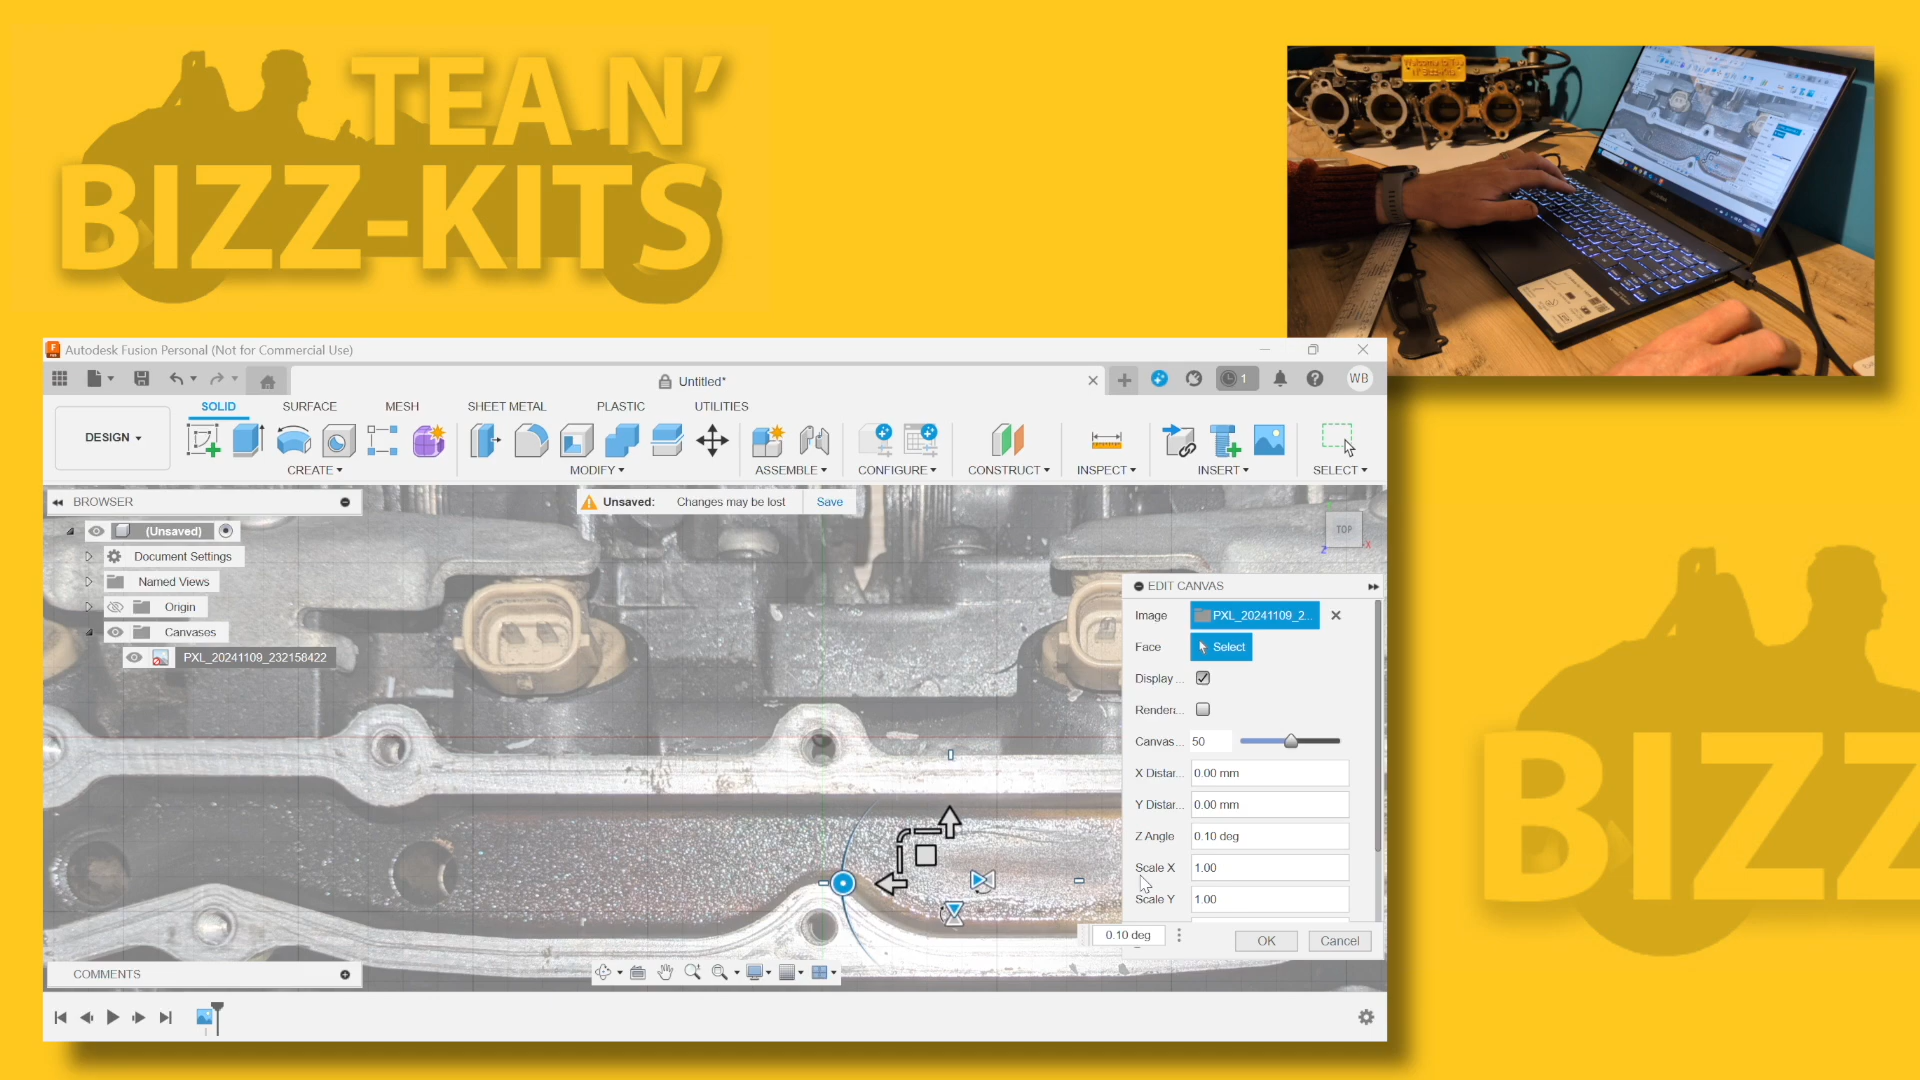 TEA N'
BIZZ-KITS
Autodesk Fusion Personal (Not for Commercial Use)
Untitled*
1
WB
SOLID
SURFACE
MESH
SHEET METAL
PLASTIC
UTILITIES
DESIGN
CREATE
MODIFY
ASSEMBLE
CONFIGURE
CONSTRUCT
INSPECT
INSERT
SELECT
BROWSER
Unsaved: Changes may be lost Save
(Unsaved)
Document Settings
Named Views
Origin
Canvases
PXL_20241109_232158422
TOP
X
Z
EDIT CANVAS
Image PXL_20241109_2...
Face Select
Display ...
Render...
Canvas... 50
X Distar... 0.00 mm
Y Distar... 0.00 mm
Z Angle 0.10 deg
Scale X 1.00
Scale Y 1.00
0.10 deg
OK Cancel
COMMENTS
BIZZ